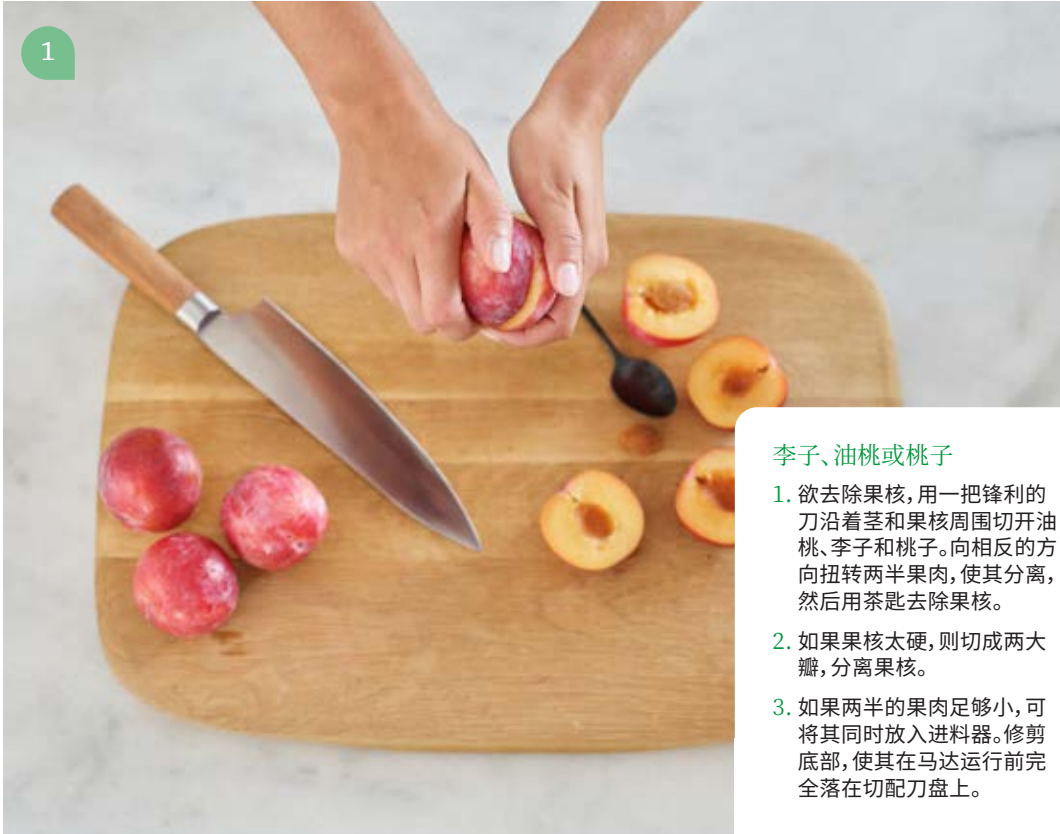 1
李子、油桃或桃子
1. 欲去除果核，用一把锋利的
刀沿着茎和果核周围切开油
桃、李子和桃子。向相反的方
向扭转两半果肉，使其分离，
然后用茶匙去除果核。
2. 如果果核太硬，则切成两大
瓣，分离果核。
3. 如果两半的果肉足够小，可
将其同时放入进料器。修剪
底部，使其在马达运行前完
全落在切配刀盘上。